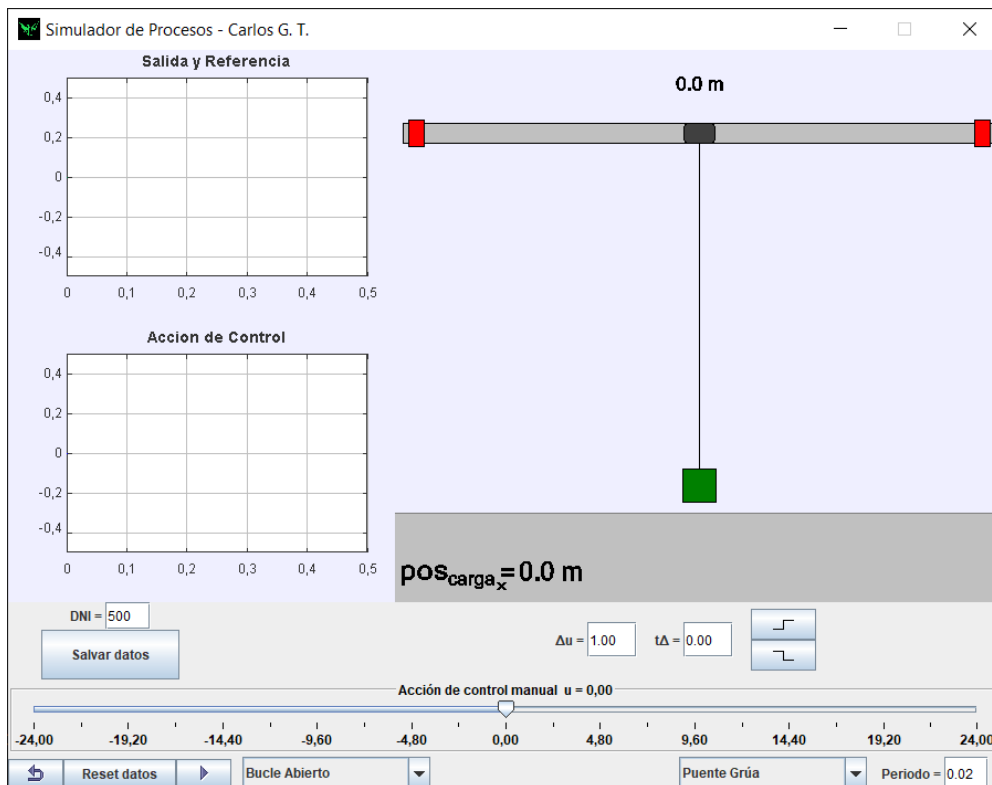 Simulador de Procesos - Carlos G. T.
Salida y Referencia
0,4
0,2
0
-0,2
-0,4
0 0,1 0,2 0,3 0,4 0,5
Accion de Control
0,4
0,2
0
-0,2
-0,4
0 0,1 0,2 0,3 0,4 0,5
0.0 m
pos_carga_x=0.0 m
DNI = 500
Salvar datos
Δu = 1.00 tΔ = 0.00
Acción de control manual u = 0,00
-24,00 -19,20 -14,40 -9,60 -4,80 0,00 4,80 9,60 14,40 19,20 24,00
Reset datos Bucle Abierto Puente Grúa Periodo = 0.02